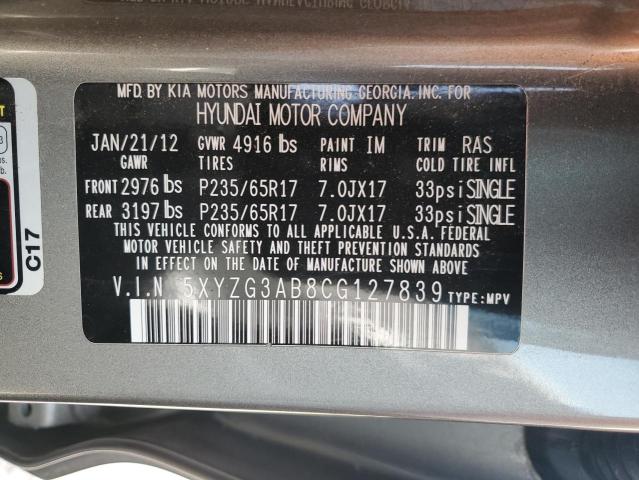 MFD. BY KIA MOTORS MANUFACTURING GEORGIA, INC. FOR
HYUNDAI MOTOR COMPANY
JAN/21/12 GVWR 4916 lbs PAINT IM TRIM RAS
GAWR TIRES RIMS COLD TIRE INFL
FRONT 2976 lbs P235/65R17 7.0JX17 33psi SINGLE
REAR 3197 lbs P235/65R17 7.0JX17 33psi SINGLE
THIS VEHICLE CONFORMS TO ALL APPLICABLE U.S.A. FEDERAL
MOTOR VEHICLE SAFETY AND THEFT PREVENTION STANDARDS
IN EFFECT ON THE DATE OF MANUFACTURE SHOWN ABOVE
V.I.N 5XYZG3AB8CG127839 TYPE:MPV
C17